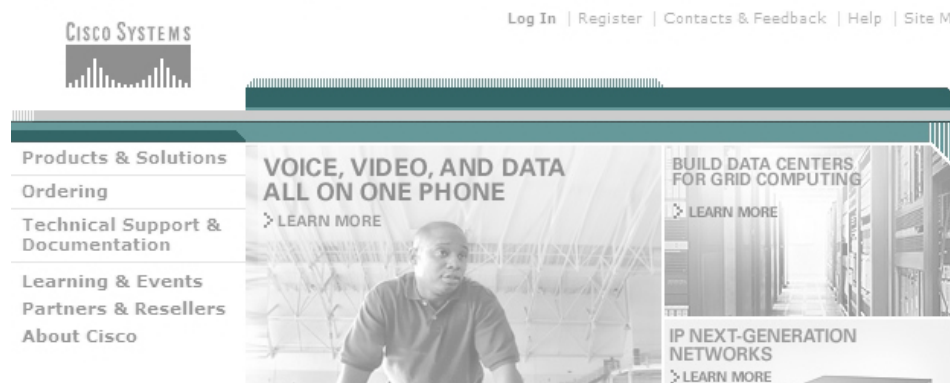 CISCO SYSTEMS
Log In | Register | Contacts & Feedback | Help | Site M
Products & Solutions
Ordering
Technical Support &
Documentation
Learning & Events
Partners & Resellers
About Cisco
VOICE, VIDEO, AND DATA
ALL ON ONE PHONE
LEARN MORE
BUILD DATA CENTERS
FOR GRID COMPUTING
LEARN MORE
IP NEXT-GENERATION
NETWORKS
LEARN MORE